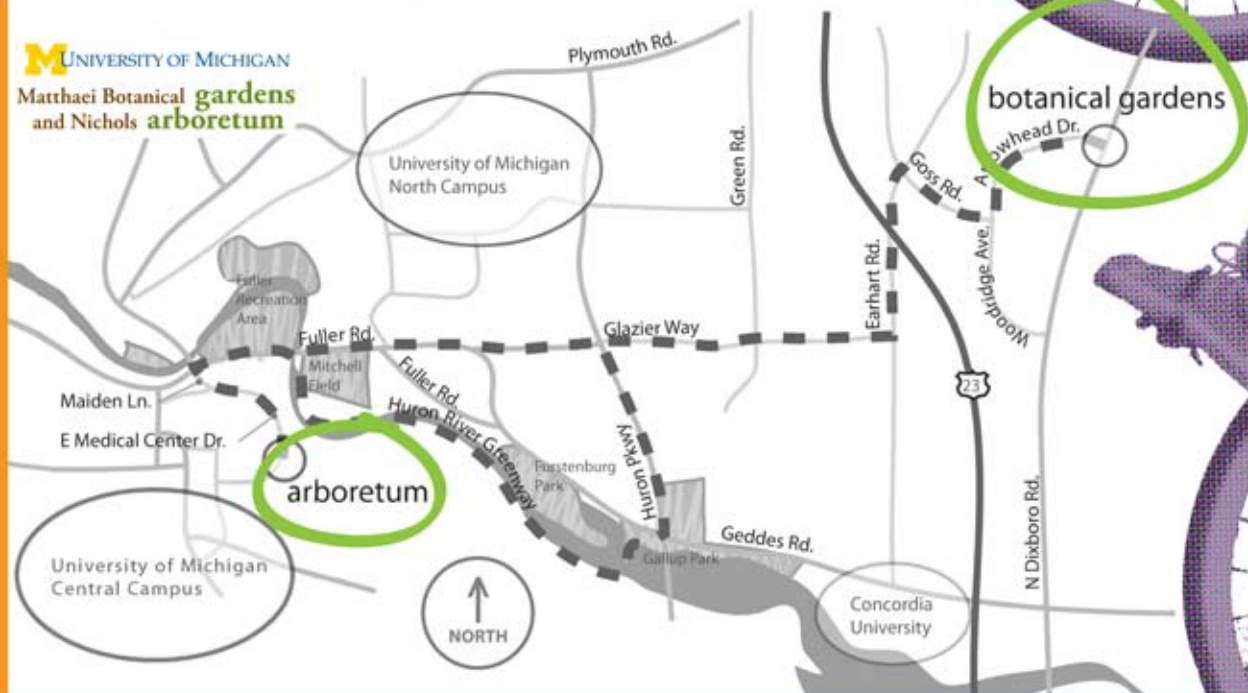 M UNIVERSITY OF MICHIGAN
Matthaei Botanical gardens
and Nichols arboretum
Plymouth Rd.
University of Michigan
North Campus
Green Rd.
botanical gardens
Arrowhead Dr.
Goss Rd.
Woodridge Ave.
Earhart Rd.
23
Fuller
Recreation
Area
Fuller Rd.
Glazier Way
Mitchell
Field
Fuller Rd.
Maiden Ln.
E Medical Center Dr.
Huron River Greenway
Huron Pkwy
arboretum
Furstenburg
Park
Geddes Rd.
Gallup Park
N Dixboro Rd.
University of Michigan
Central Campus
NORTH
Concordia
University